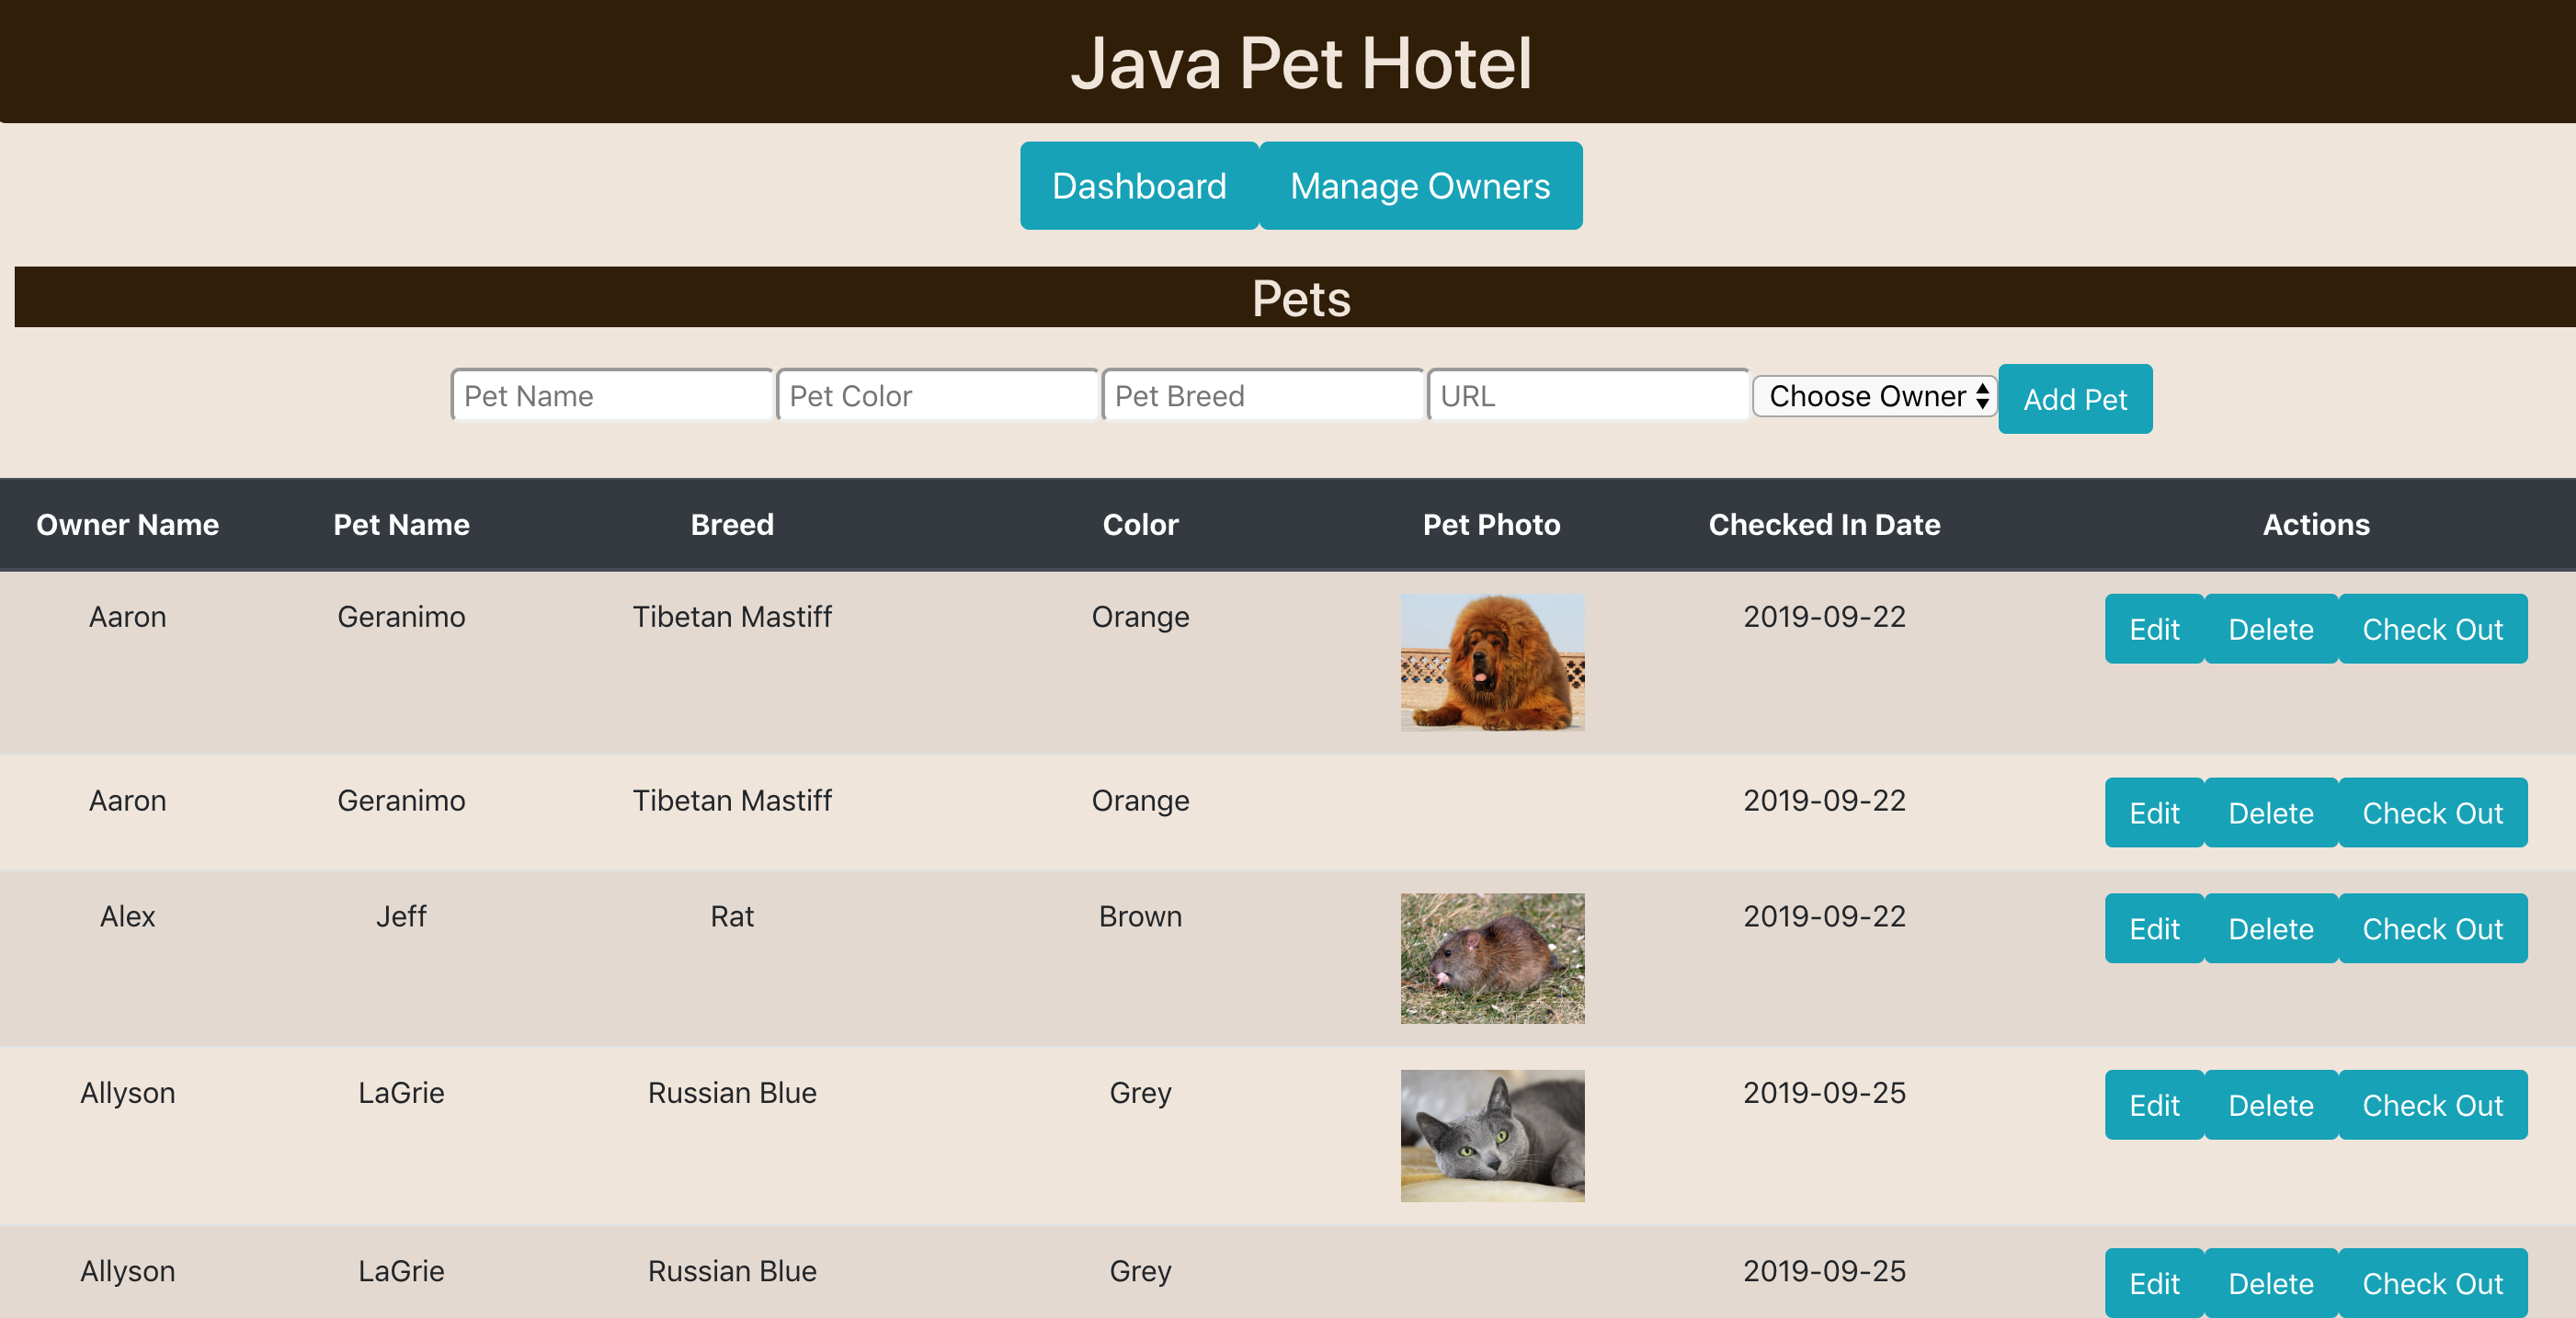 Java Pet Hotel
Dashboard Manage Owners
Pets
Pet Name Pet Color Pet Breed URL Choose Owner Add Pet
Owner Name Pet Name Breed Color Pet Photo Checked In Date Actions
Aaron Geranimo Tibetan Mastiff Orange 2019-09-22 Edit Delete Check Out
Aaron Geranimo Tibetan Mastiff Orange 2019-09-22 Edit Delete Check Out
Alex Jeff Rat Brown 2019-09-22 Edit Delete Check Out
Allyson LaGrie Russian Blue Grey 2019-09-25 Edit Delete Check Out
Allyson LaGrie Russian Blue Grey 2019-09-25 Edit Delete Check Out